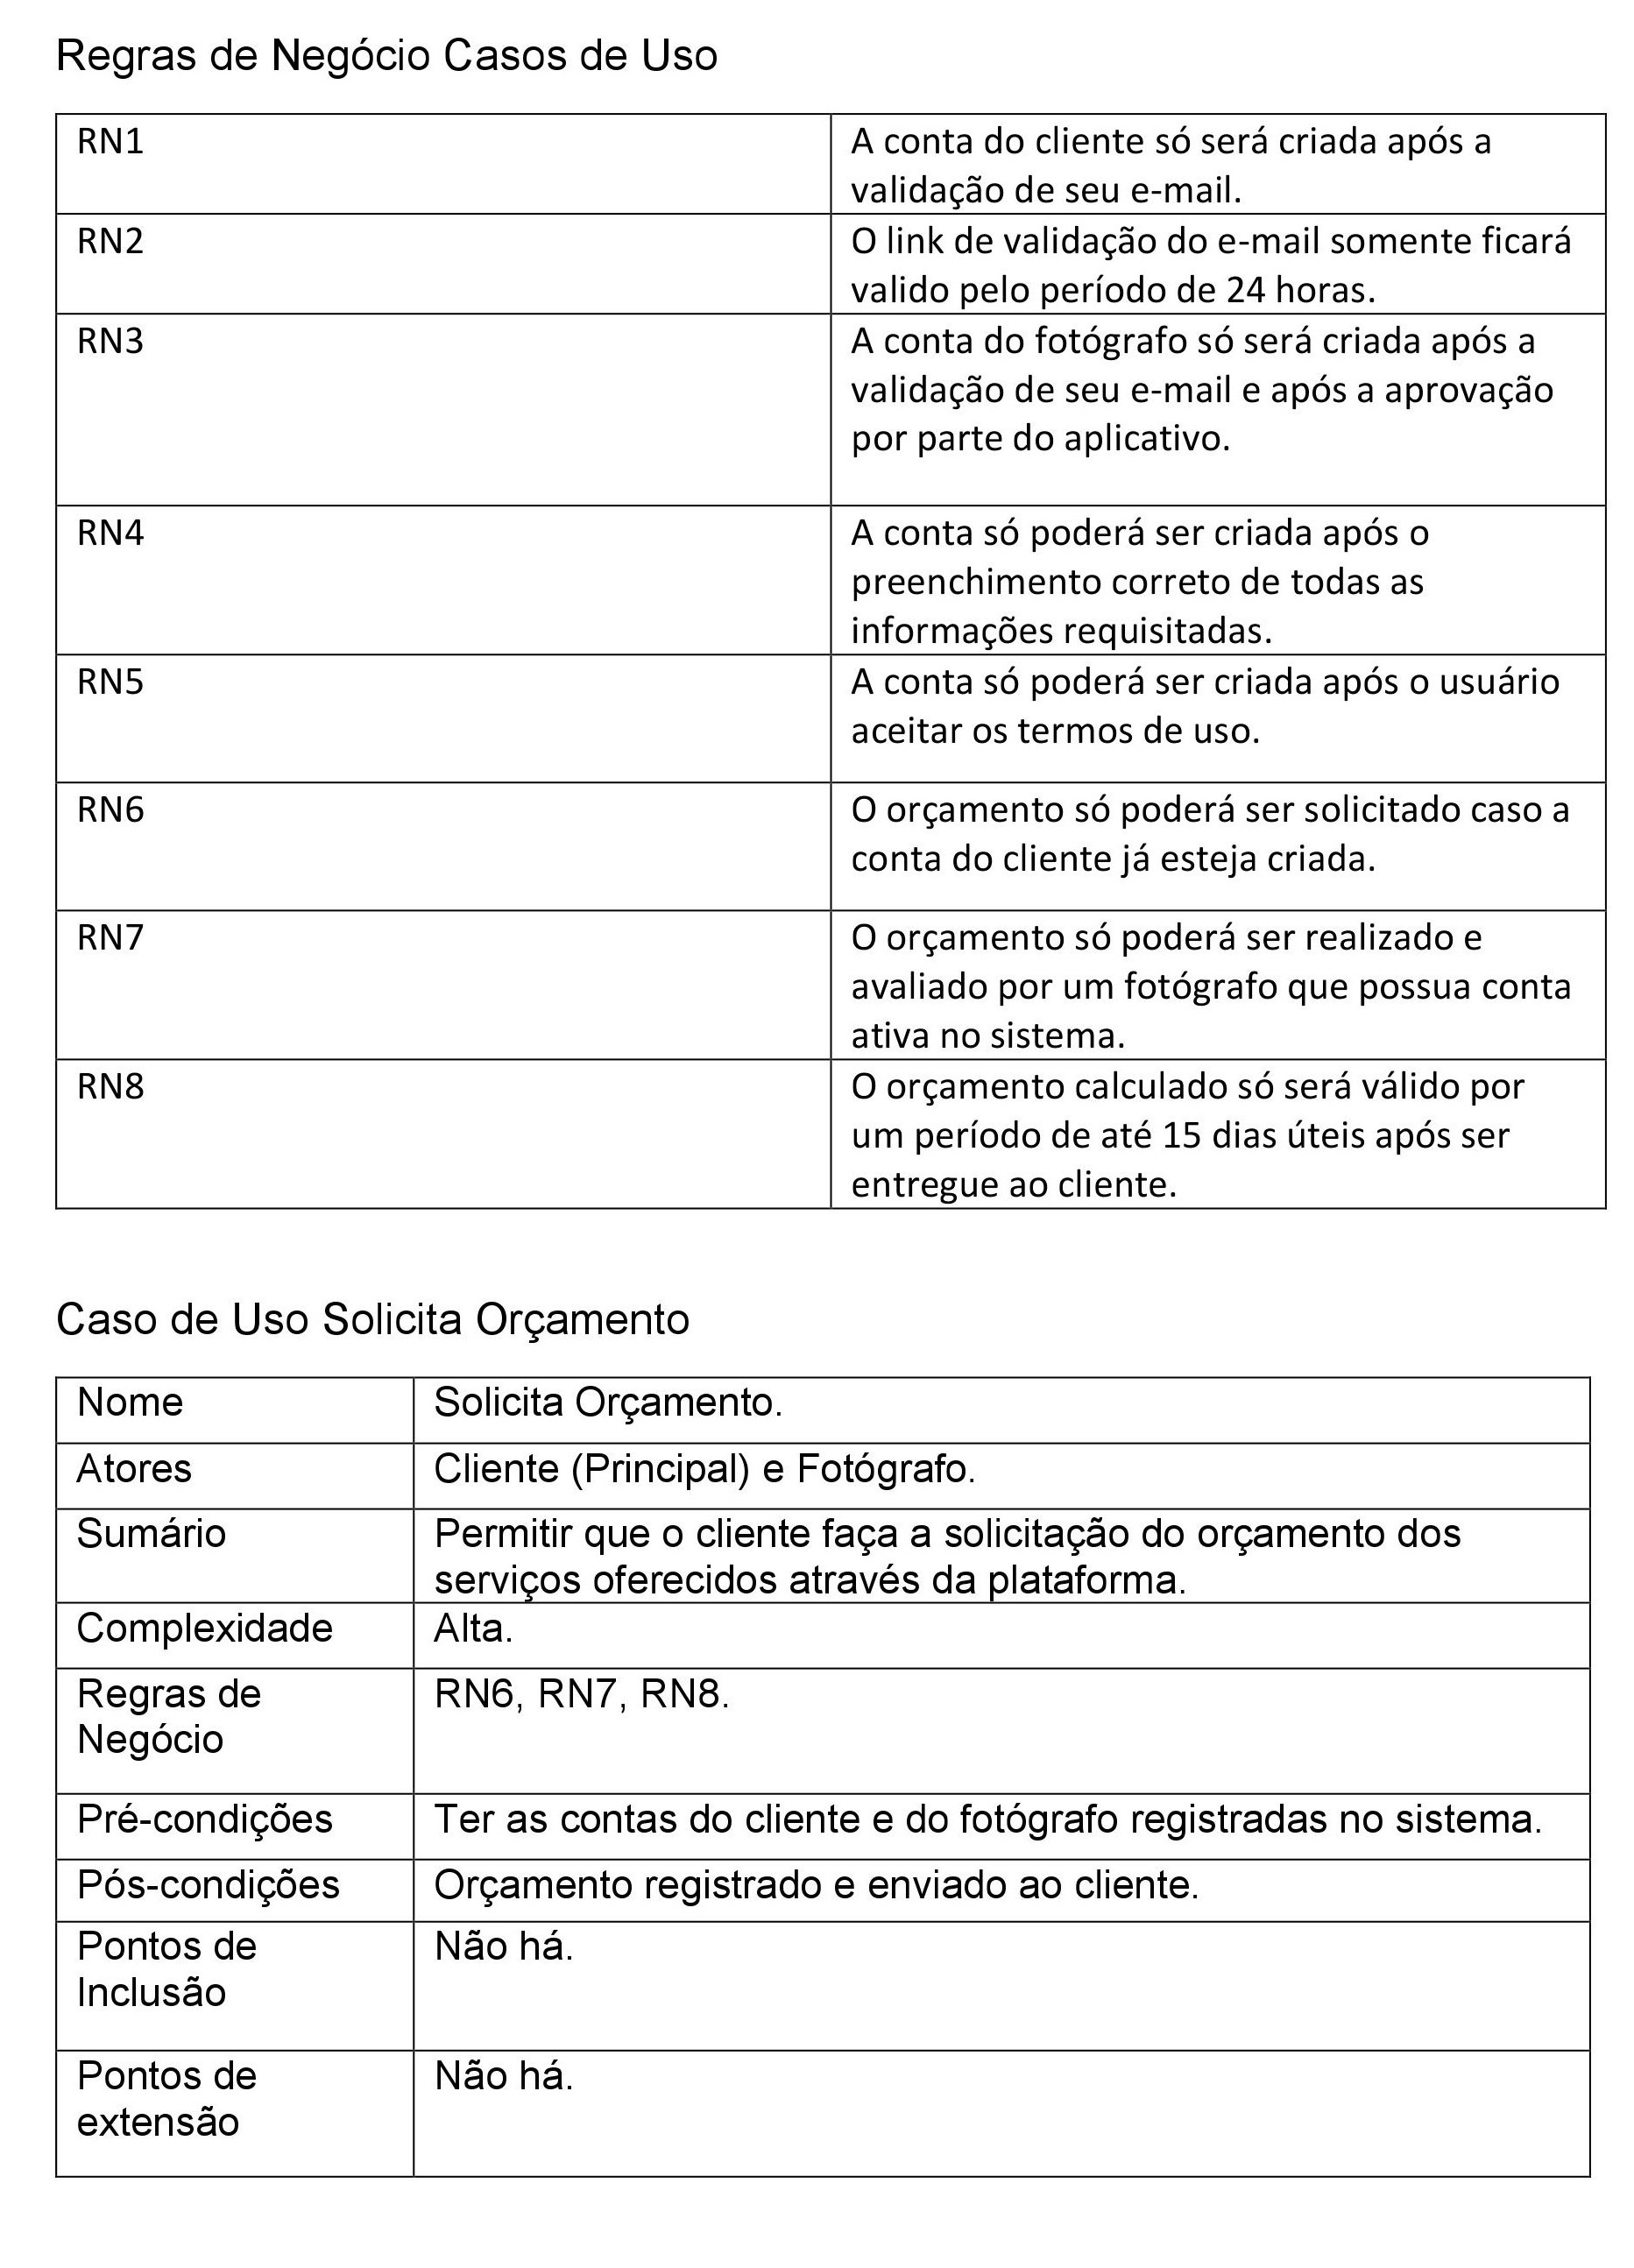 Regras de Negócio Casos de Uso
RN1
A conta do cliente só será criada após a
validação de seu e-mail.
RN2
O link de validação do e-mail somente ficará
valido pelo período de 24 horas.
RN3
A conta do fotógrafo só será criada após a
validação de seu e-mail e após a aprovação
por parte do aplicativo.
RN4
A conta só poderá ser criada após o
preenchimento correto de todas as
informações requisitadas.
RN5
A conta só poderá ser criada após o usuário
aceitar os termos de uso.
RN6
O orçamento só poderá ser solicitado caso a
conta do cliente já esteja criada.
RN7
O orçamento só poderá ser realizado e
avaliado por um fotógrafo que possua conta
ativa no sistema.
RN8
O orçamento calculado só será válido por
um período de até 15 dias úteis após ser
entregue ao cliente.
Caso de Uso Solicita Orçamento
Nome
Solicita Orçamento.
Atores
Cliente (Principal) e Fotógrafo.
Sumário
Permitir que o cliente faça a solicitação do orçamento dos
serviços oferecidos através da plataforma.
Complexidade
Alta.
Regras de
Negócio
RN6, RN7, RN8.
Pré-condições
Ter as contas do cliente e do fotógrafo registradas no sistema.
Pós-condições
Orçamento registrado e enviado ao cliente.
Pontos de
Inclusão
Não há.
Pontos de
extensão
Não há.